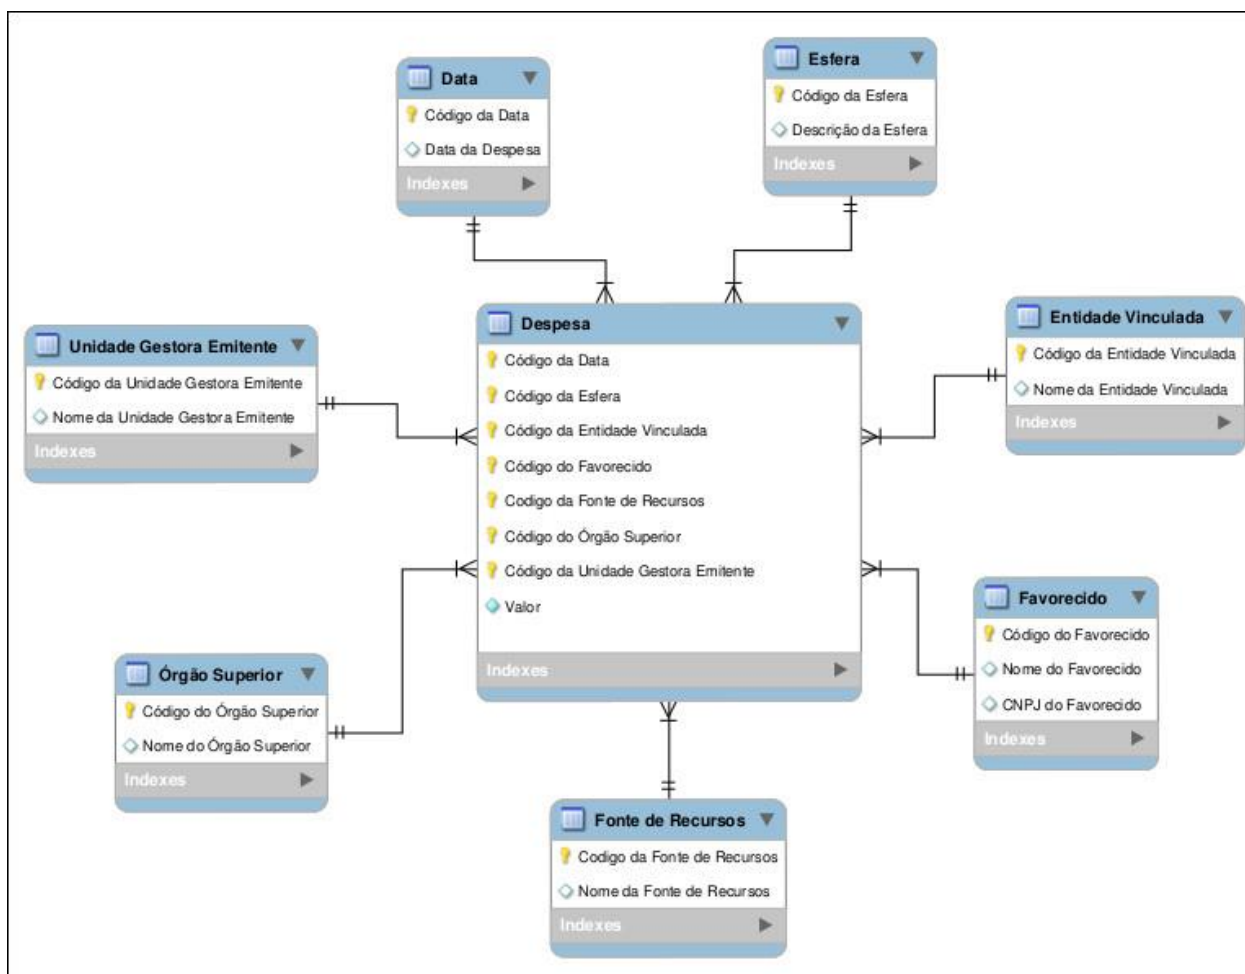 Data
Código da Data
Data da Despesa
Indexes
Esfera
Código da Esfera
Descrição da Esfera
Indexes
Unidade Gestora Emitente
Código da Unidade Gestora Emitente
Nome da Unidade Gestora Emitente
Indexes
Despesa
Código da Data
Código da Esfera
Código da Entidade Vinculada
Código do Favorecido
Codigo da Fonte de Recursos
Código do Órgão Superior
Código da Unidade Gestora Emitente
Valor
Indexes
Entidade Vinculada
Código da Entidade Vinculada
Nome da Entidade Vinculada
Indexes
Órgão Superior
Código do Órgão Superior
Nome do Órgão Superior
Indexes
Favorecido
Código do Favorecido
Nome do Favorecido
CNPJ do Favorecido
Indexes
Fonte de Recursos
Codigo da Fonte de Recursos
Nome da Fonte de Recursos
Indexes